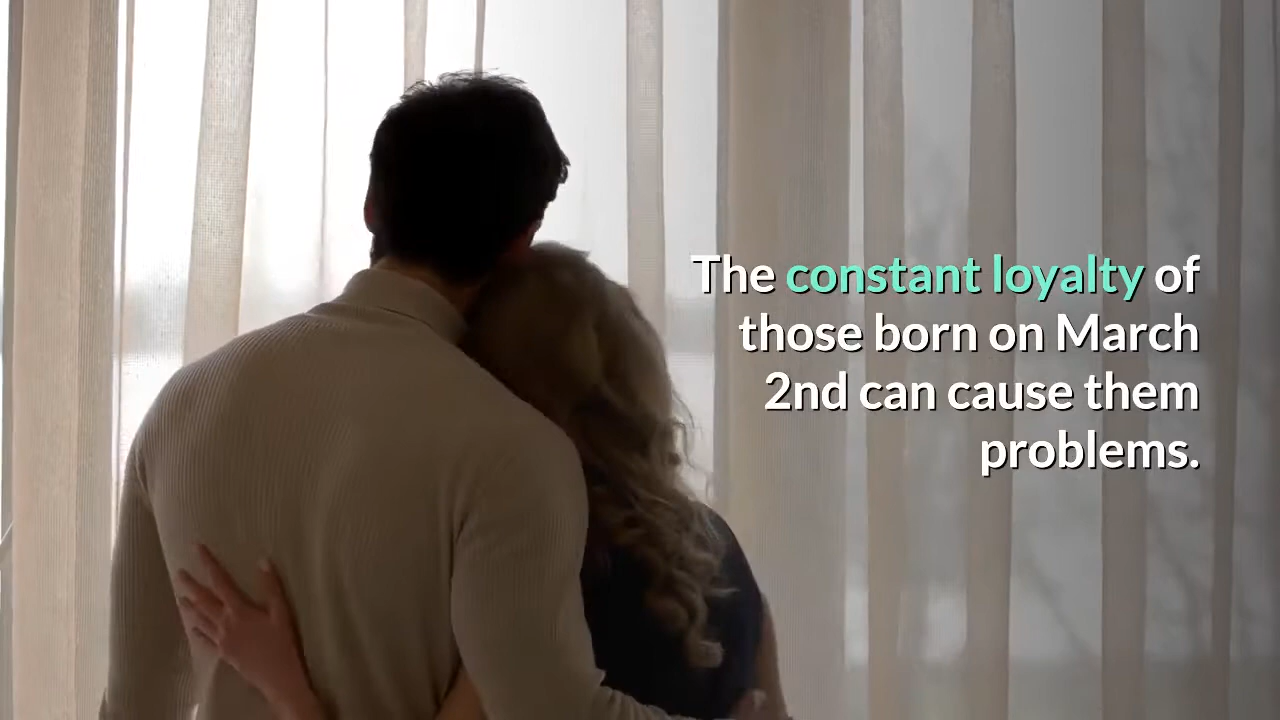 The constant loyalty of
those born on March
2nd can cause them
problems.